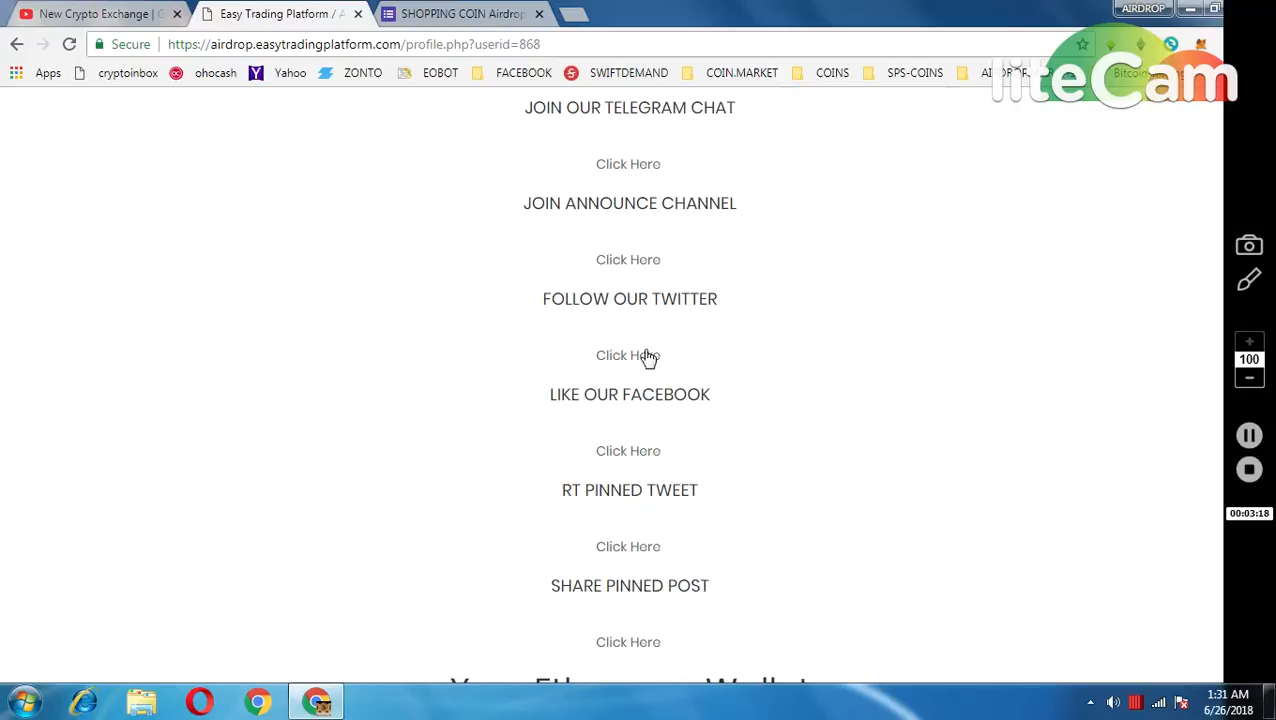 New Crypto Exchange | G
Easy Trading Platform / A
SHOPPING COIN Airdrop
AIRDROP
Secure
https://airdrop.easytradingplatform.com/profile.php?userid=868
Apps
cryptoinbox
ohocash
Yahoo
ZONTO
EOBOT
FACEBOOK
SWIFTDEMAND
COIN.MARKET
COINS
SPS-COINS
liteCam
JOIN OUR TELEGRAM CHAT
Click Here
JOIN ANNOUNCE CHANNEL
Click Here
FOLLOW OUR TWITTER
Click Here
LIKE OUR FACEBOOK
Click Here
RT PINNED TWEET
Click Here
SHARE PINNED POST
Click Here
100
00:03:18
1:31 AM
6/26/2018